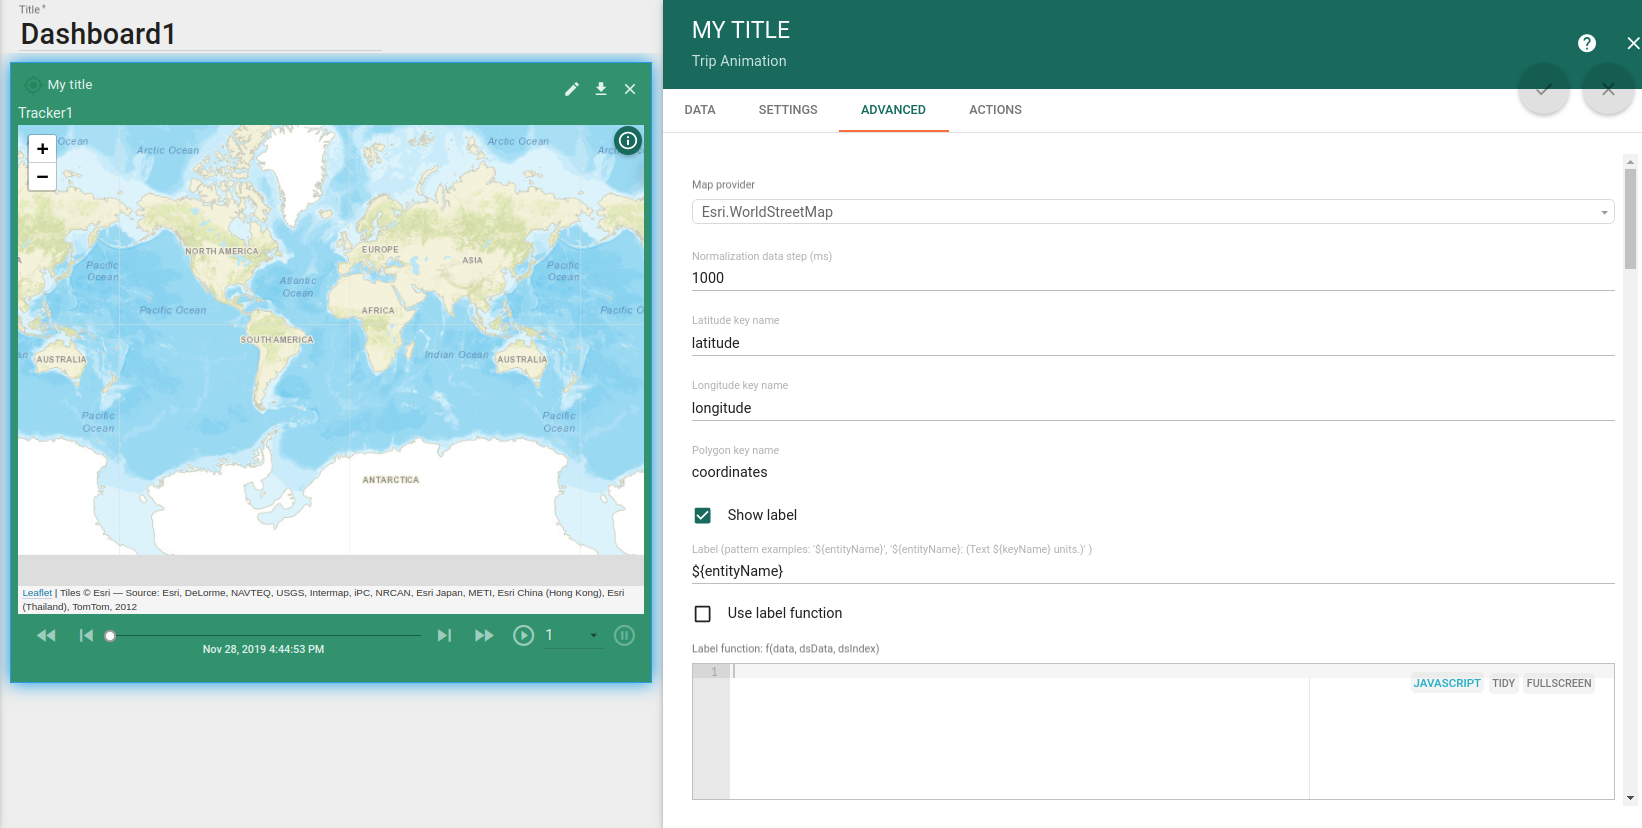 Title *
Dashboard1
My title
Tracker1
+
−
Ocean
Arctic Ocean
Arctic Ocean
Arc
NORTH AMERICA
EUROPE
ASIA
A
Pacific
Ocean
Atlantic
Ocean
Pacific
Ocean
Pacific Ocean
AFRICA
Pacific O
SOUTH AMERICA
an
AUSTRALIA
Indian Ocean
AUSTRALIA
Pacific
Ocean
Pacific
Ocean
ANTARCTICA
Leaflet | Tiles © Esri — Source: Esri, DeLorme, NAVTEQ, USGS, Intermap, iPC, NRCAN, Esri Japan, METI, Esri China (Hong Kong), Esri
(Thailand), TomTom, 2012
1
Nov 28, 2019 4:44:53 PM
MY TITLE
Trip Animation
DATA
SETTINGS
ADVANCED
ACTIONS
Map provider
Esri.WorldStreetMap
Normalization data step (ms)
1000
Latitude key name
latitude
Longitude key name
longitude
Polygon key name
coordinates
Show label
Label (pattern examples: '${entityName}', '${entityName}: (Text ${keyName} units.)' )
${entityName}
Use label function
Label function: f(data, dsData, dsIndex)
1
JAVASCRIPT TIDY FULLSCREEN